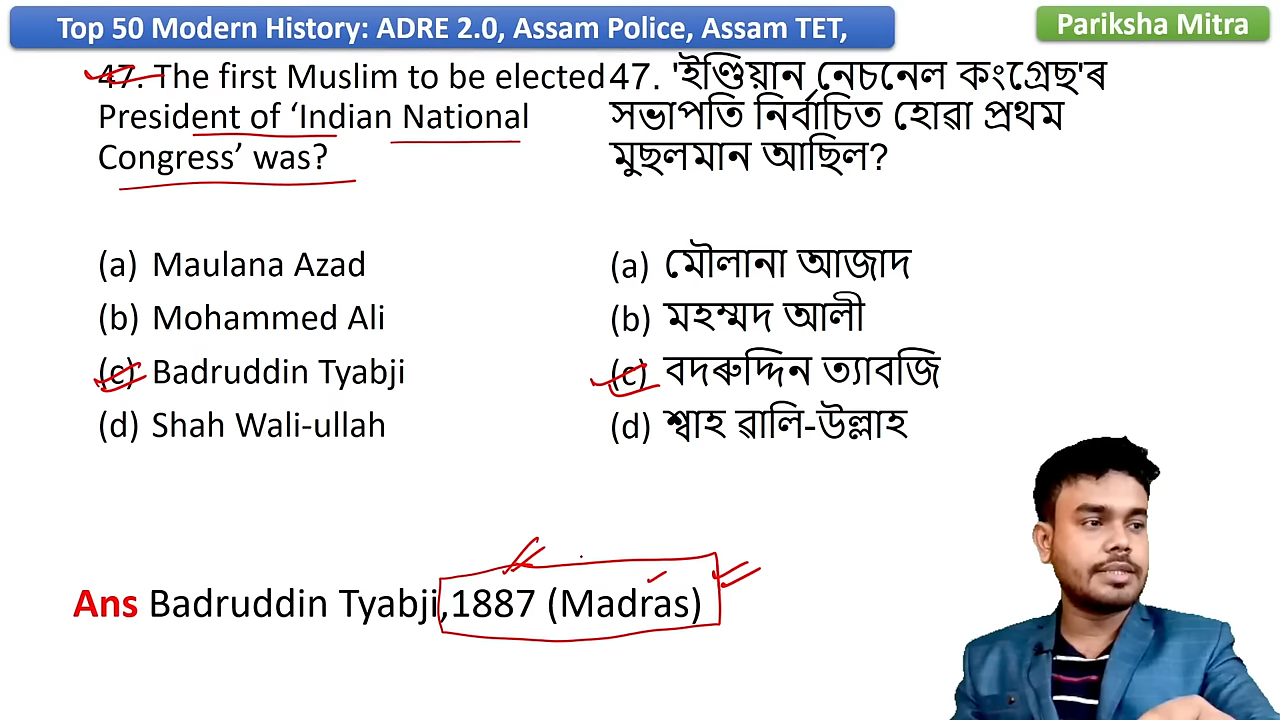 Top 50 Modern History: ADRE 2.0, Assam Police, Assam TET,
Pariksha Mitra
47. The first Muslim to be elected
President of ‘Indian National
Congress’ was?
(a) Maulana Azad
(b) Mohammed Ali
(c) Badruddin Tyabji
(d) Shah Wali-ullah
47. 'ইণ্ডিয়ান নেচনেল কংগ্ৰেছ'ৰ
সভাপতি নিৰ্বাচিত হোৱা প্ৰথম
মুছলমান আছিল?
(a) মৌলানা আজাদ
(b) মহম্মদ আলী
(c) বদৰুদ্দিন ত্যাবজি
(d) শ্বাহ ৱালি-উল্লাহ
Ans Badruddin Tyabji,1887 (Madras)